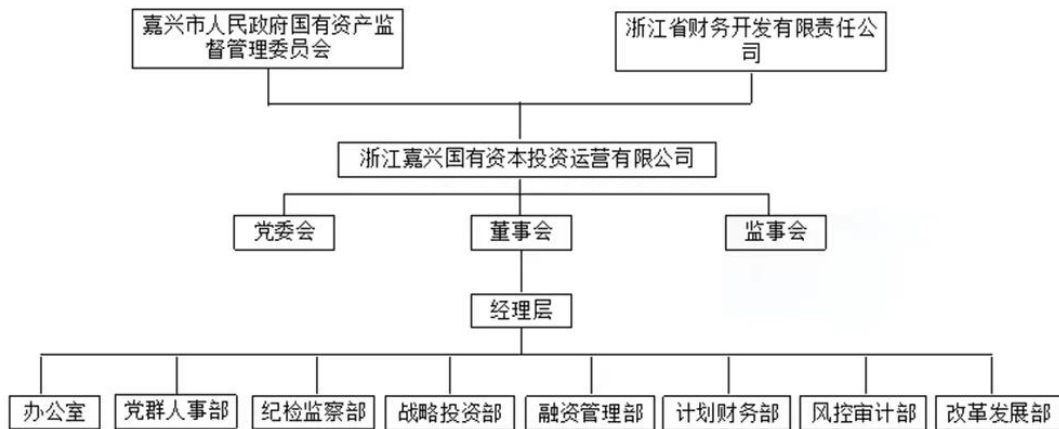 嘉兴市人民政府国有资产监
督管理委员会
浙江省财务开发有限责任公
司
浙江嘉兴国有资本投资运营有限公司
党委会
董事会
监事会
经理层
办公室
党群人事部
纪检监察部
战略投资部
融资管理部
计划财务部
风控审计部
改革发展部